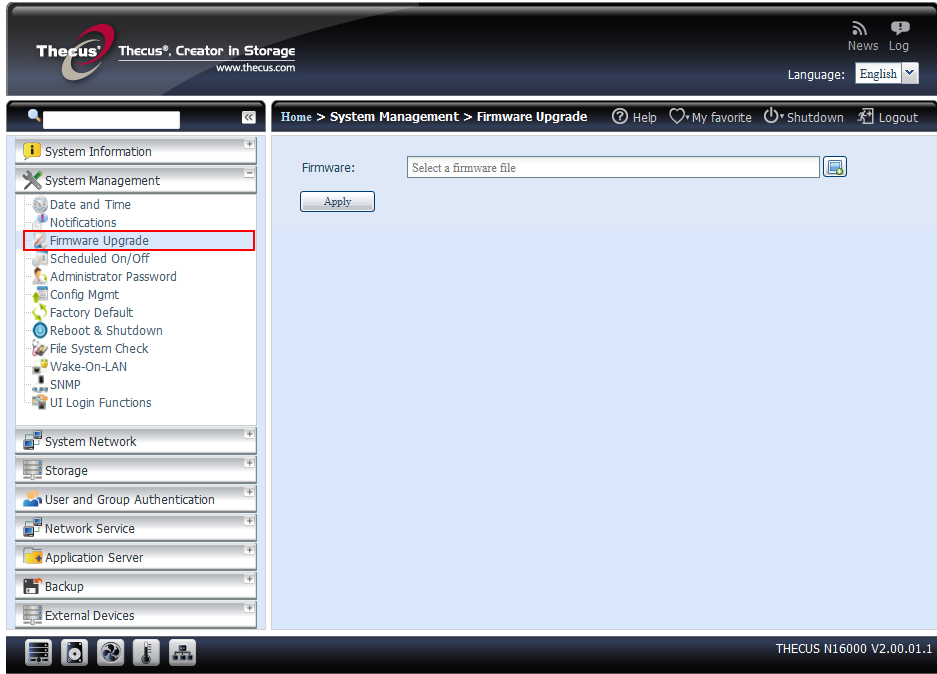 Thecus® Thecus®, Creator in Storage
www.thecus.com
News Log
Language: English
Home > System Management > Firmware Upgrade Help My favorite Shutdown Logout
System Information
System Management
Date and Time
Notifications
Firmware Upgrade
Scheduled On/Off
Administrator Password
Config Mgmt
Factory Default
Reboot & Shutdown
File System Check
Wake-On-LAN
SNMP
UI Login Functions
System Network
Storage
User and Group Authentication
Network Service
Application Server
Backup
External Devices
Firmware: Select a firmware file
Apply
THECUS N16000 V2.00.01.1